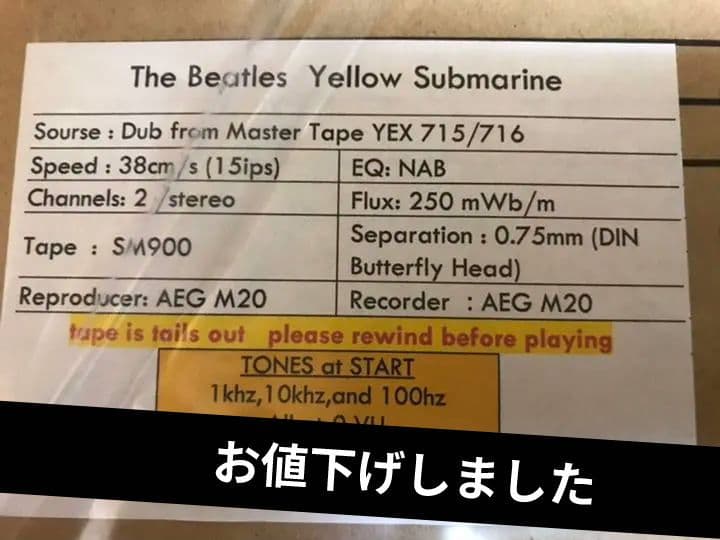 The Beatles Yellow Submarine
Sourse : Dub from Master Tape YEX 715/716
Speed : 38cm/s (15ips)
EQ: NAB
Channels: 2 /stereo
Flux: 250 mWb/m
Tape : SM900
Separation : 0.75mm (DIN
Butterfly Head)
Reproducer: AEG M20
Recorder : AEG M20
tape is tails out please rewind before playing
TONES at START
1khz,10khz,and 100hz
お値下げしました